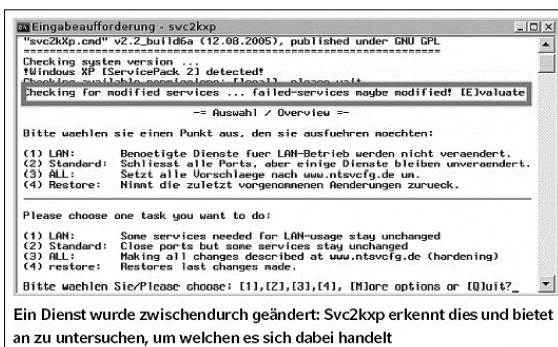 Eingabeaufforderung - svc2kxp
"svc2kXp.cmd" v2.2_build6a (12.08.2005), published under GNU GPL
Checking system version ...
!Windows XP [ServicePack 2] detected!
Checking available permissions: [local] please wait
Checking for modified services ... failed-services maybe modified! [E]valuate
-= Auswahl / Overview =-
Bitte waehlen sie einen Punkt aus, den sie ausfuehren moechten:
(1) LAN: Benoetigte Dienste fuer LAN-Betrieb werden nicht veraendert.
(2) Standard: Schliesst alle Ports, aber einige Dienste bleiben unveraendert.
(3) ALL: Setzt alle Vorschlaege nach www.ntsvcfg.de um.
(4) Restore: Nimmt die zuletzt vorgenommenen Aenderungen zurueck.
Please choose one task you want to do:
(1) LAN: Some services needed for LAN-usage stay unchanged
(2) Standard: Close ports but some services stay unchanged
(3) ALL: Making all changes described at www.ntsvcfg.de (hardening)
(4) restore: Restores last changes made.
Bitte waehlen Sie/Please choose: [1],[2],[3],[4], [M]ore options or [Q]uit?_
Ein Dienst wurde zwischendurch geändert: Svc2kxp erkennt dies und bietet
an zu untersuchen, um welchen es sich dabei handelt